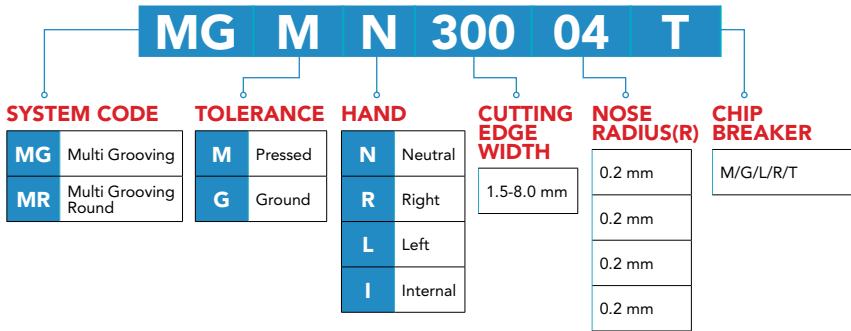 MG M N 300 04 T
SYSTEM CODE
MG Multi Grooving
MR Multi Grooving
Round
TOLERANCE
M Pressed
G Ground
HAND
N Neutral
R Right
L Left
I Internal
CUTTING
EDGE
WIDTH
1.5-8.0 mm
NOSE
RADIUS(R)
0.2 mm
0.2 mm
0.2 mm
0.2 mm
CHIP
BREAKER
M/G/L/R/T